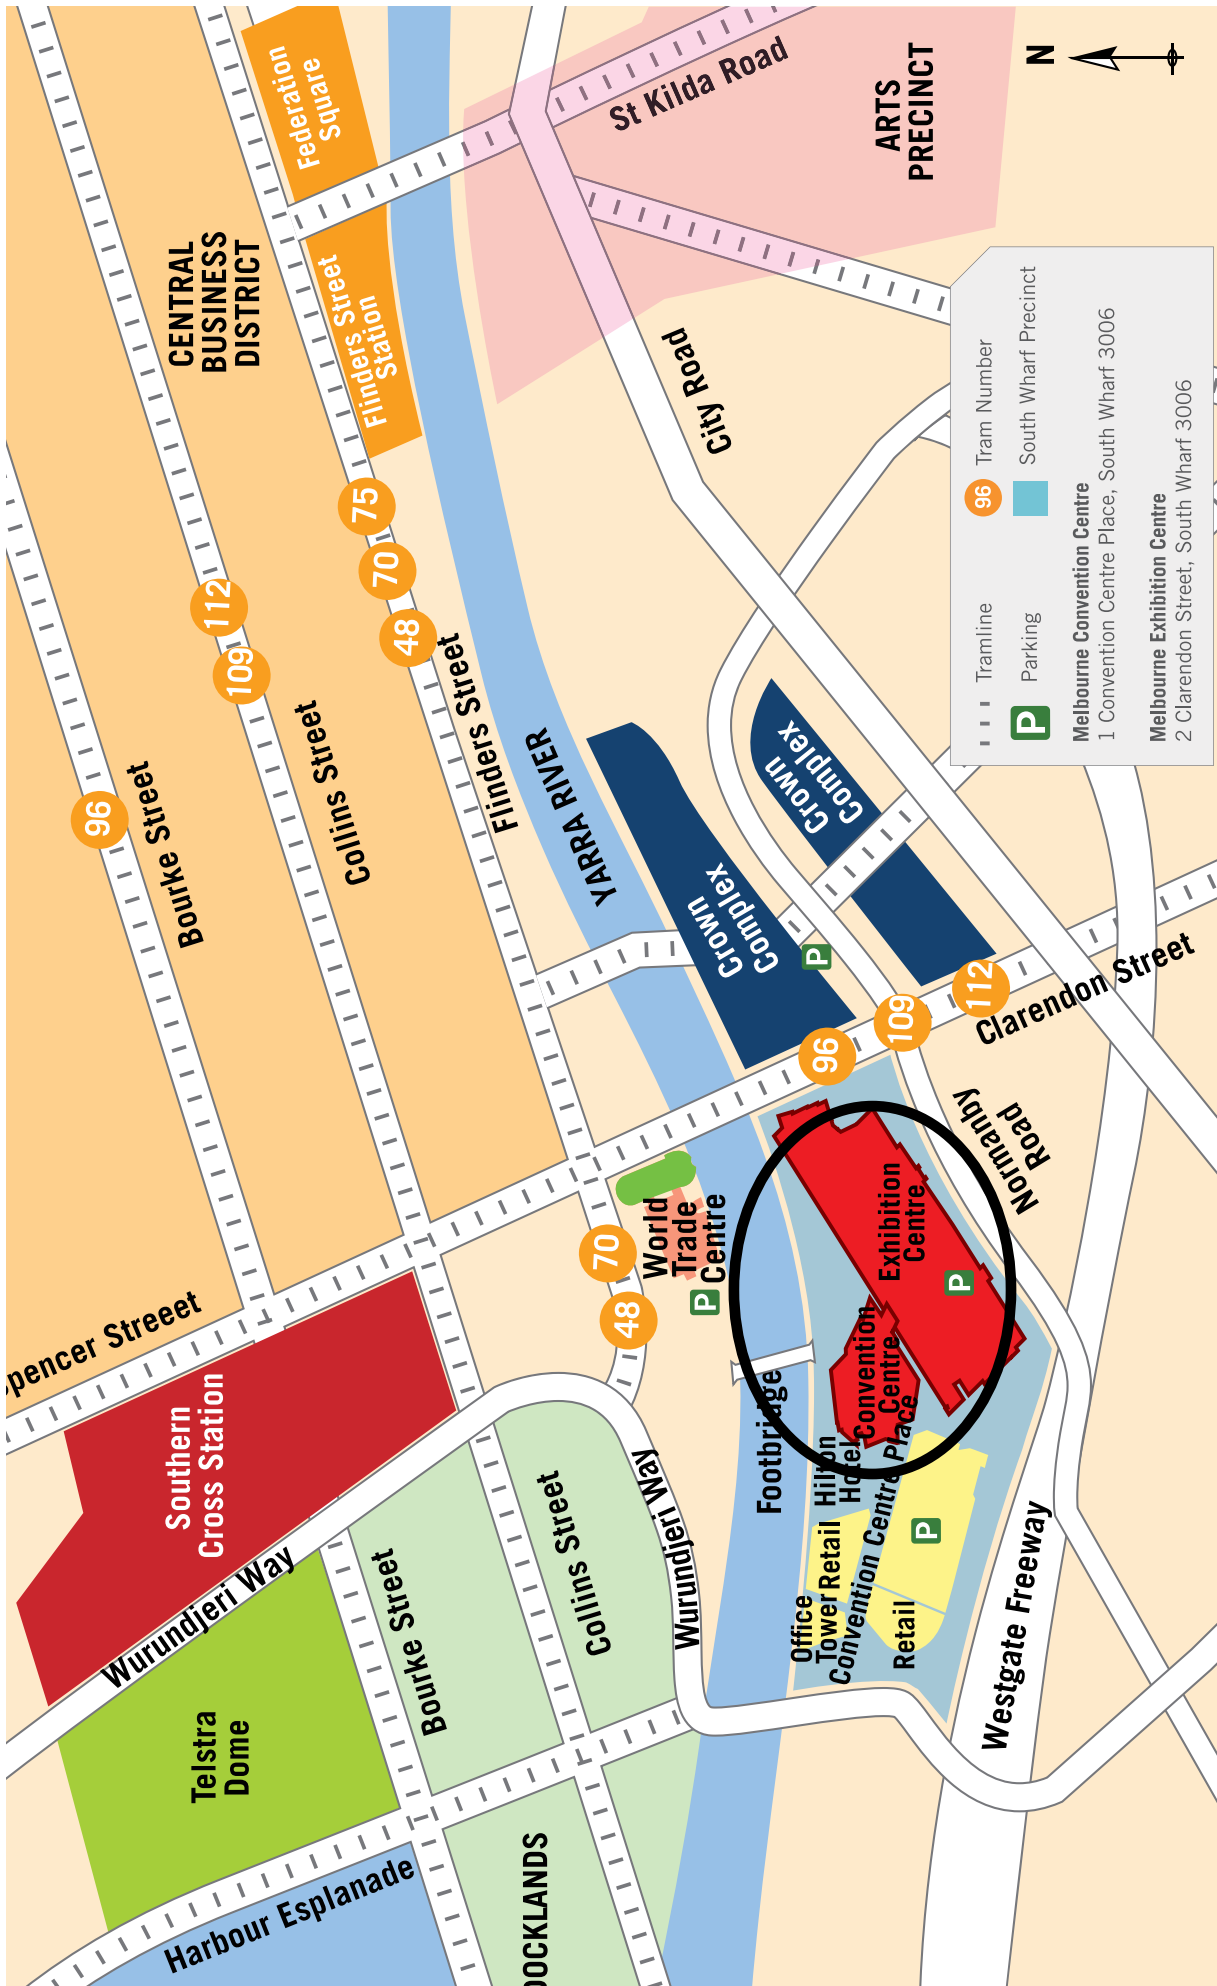 Spencer Streeet
Southern
Cross Station
Wurundjeri Way
Telstra
Dome
Harbour Esplanade
DOCKLANDS
Bourke Street
Collins Street
Wurundjeri Way
96
Bourke Street
109
112
Collins Street
CENTRAL
BUSINESS
DISTRICT
48
70
75
Flinders Street
Flinders Street
Station
Federation
Square
YARRA RIVER
48
70
World
Trade
Centre
P
Footbridge
Crown
Complex
P
Crown
Complex
96
109
112
Clarendon Street
Normanby
Road
City Road
St Kilda Road
ARTS
PRECINCT
N
Exhibition
Centre
P
Convention
Centre
Hilton
Hotel
Convention Centre Place
Office
Tower
Retail
Retail
P
Westgate Freeway
Tramline
96 Tram Number
P Parking
South Wharf Precinct
Melbourne Convention Centre
1 Convention Centre Place, South Wharf 3006
Melbourne Exhibition Centre
2 Clarendon Street, South Wharf 3006